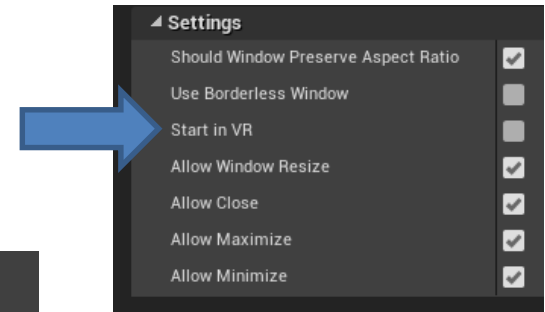 Settings
Should Window Preserve Aspect Ratio
Use Borderless Window
Start in VR
Allow Window Resize
Allow Close
Allow Maximize
Allow Minimize